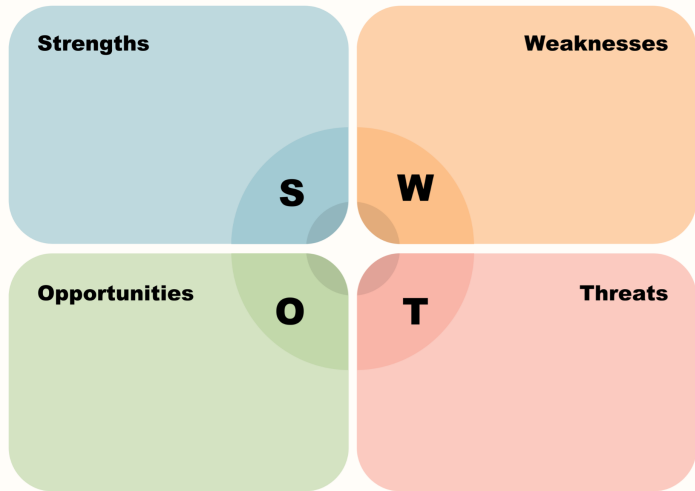 Strengths
Weaknesses
S
W
Opportunities
Threats
O
T